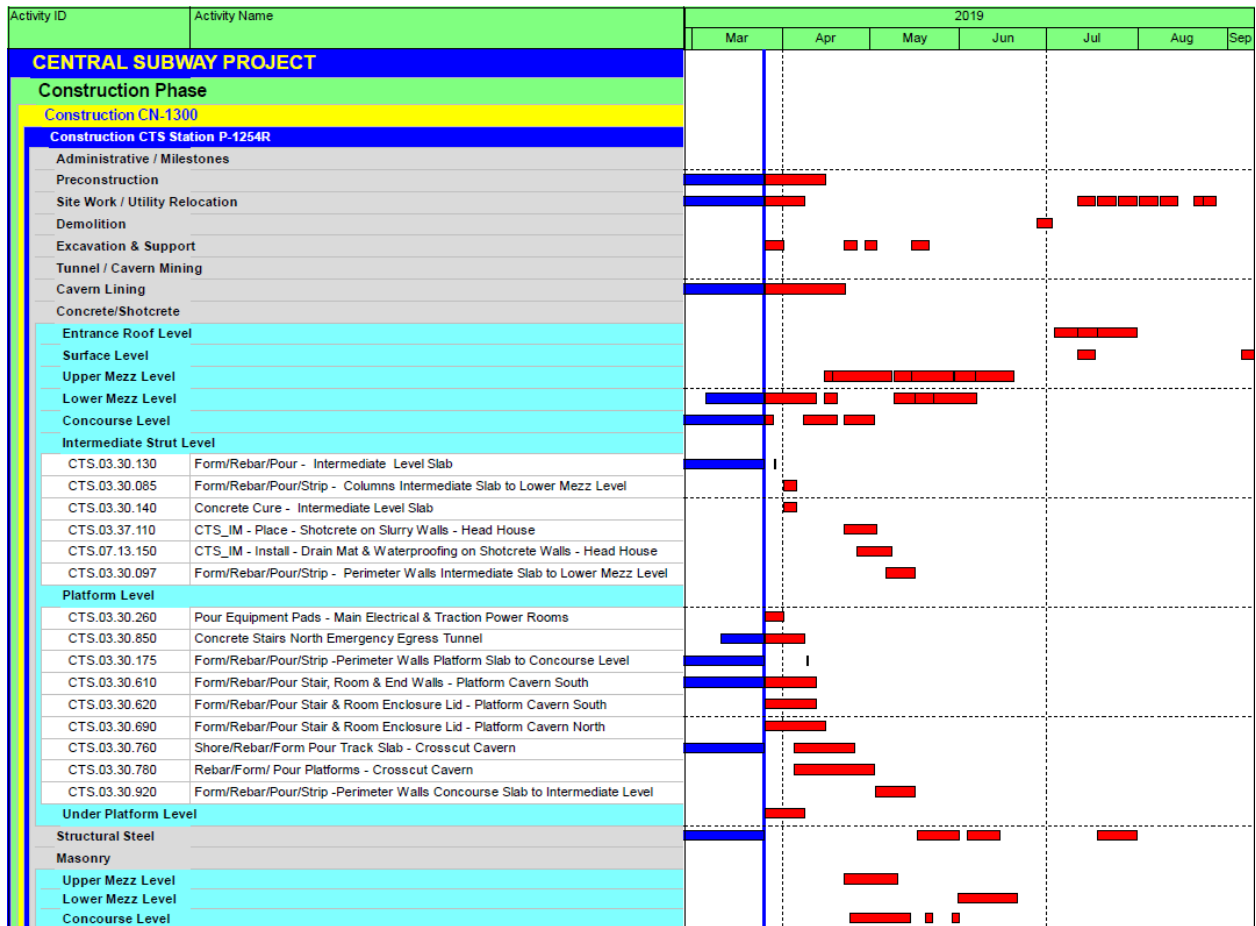 Activity ID Activity Name 2019
Mar Apr May Jun Jul Aug Sep
CENTRAL SUBWAY PROJECT
Construction Phase
Construction CN-1300
Construction CTS Station P-1254R
Administrative / Milestones
Preconstruction
Site Work / Utility Relocation
Demolition
Excavation & Support
Tunnel / Cavern Mining
Cavern Lining
Concrete/Shotcrete
Entrance Roof Level
Surface Level
Upper Mezz Level
Lower Mezz Level
Concourse Level
Intermediate Strut Level
CTS.03.30.130 Form/Rebar/Pour - Intermediate Level Slab
CTS.03.30.085 Form/Rebar/Pour/Strip - Columns Intermediate Slab to Lower Mezz Level
CTS.03.30.140 Concrete Cure - Intermediate Level Slab
CTS.03.37.110 CTS_IM - Place - Shotcrete on Slurry Walls - Head House
CTS.07.13.150 CTS_IM - Install - Drain Mat & Waterproofing on Shotcrete Walls - Head House
CTS.03.30.097 Form/Rebar/Pour/Strip - Perimeter Walls Intermediate Slab to Lower Mezz Level
Platform Level
CTS.03.30.260 Pour Equipment Pads - Main Electrical & Traction Power Rooms
CTS.03.30.850 Concrete Stairs North Emergency Egress Tunnel
CTS.03.30.175 Form/Rebar/Pour/Strip -Perimeter Walls Platform Slab to Concourse Level
CTS.03.30.610 Form/Rebar/Pour Stair, Room & End Walls - Platform Cavern South
CTS.03.30.620 Form/Rebar/Pour Stair & Room Enclosure Lid - Platform Cavern South
CTS.03.30.690 Form/Rebar/Pour Stair & Room Enclosure Lid - Platform Cavern North
CTS.03.30.760 Shore/Rebar/Form Pour Track Slab - Crosscut Cavern
CTS.03.30.780 Rebar/Form/ Pour Platforms - Crosscut Cavern
CTS.03.30.920 Form/Rebar/Pour/Strip -Perimeter Walls Concourse Slab to Intermediate Level
Under Platform Level
Structural Steel
Masonry
Upper Mezz Level
Lower Mezz Level
Concourse Level